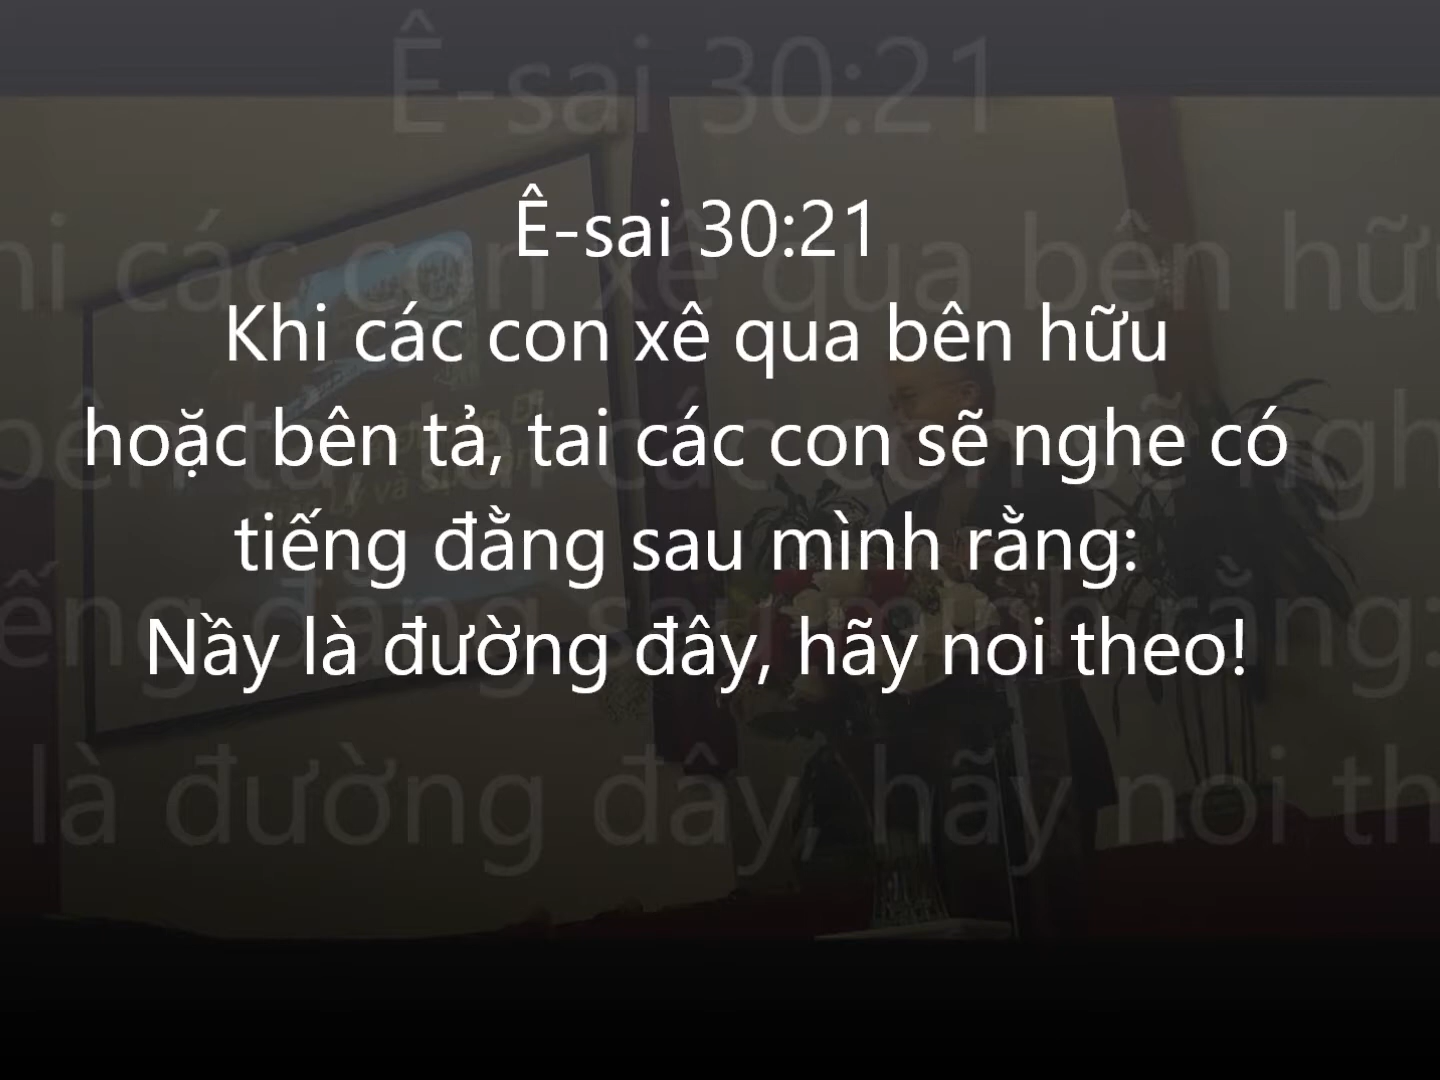 Ê-sai 30:21
Khi các con xê qua bên hữu
hoặc bên tả, tai các con sẽ nghe có
tiếng đằng sau mình rằng:
Nầy là đường đây, hãy noi theo!